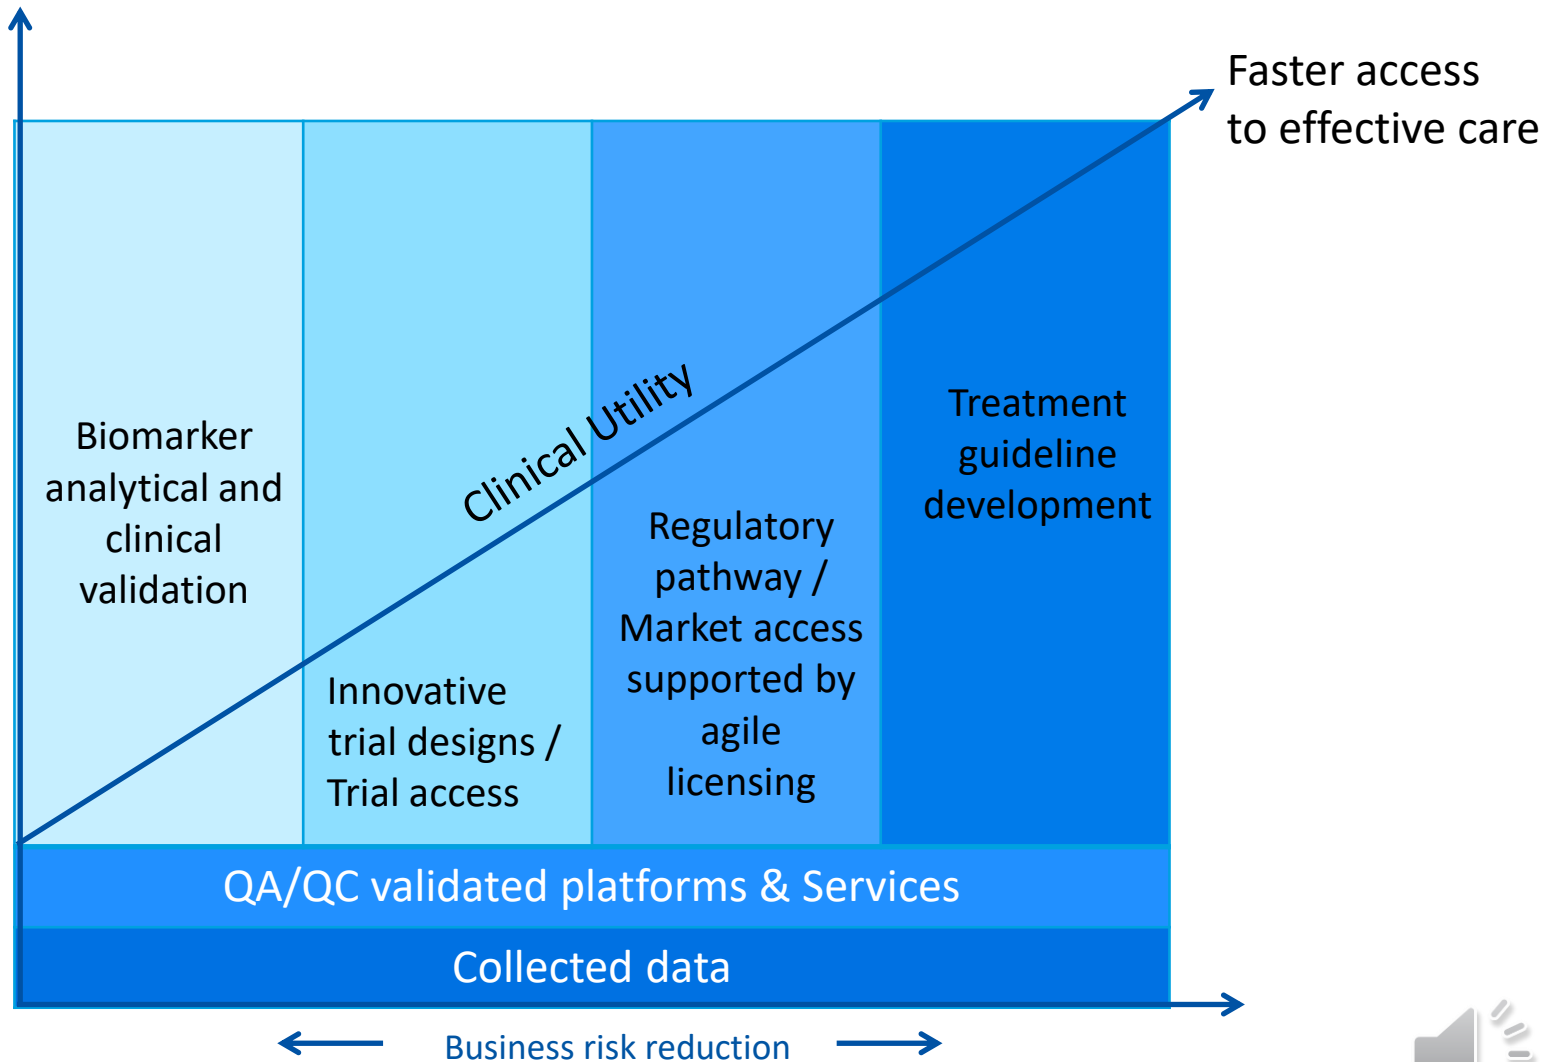 Faster access
to effective care
Biomarker
analytical and
clinical
validation
Clinical Utility
Innovative
trial designs /
Trial access
Regulatory
pathway /
Market access
supported by
agile
licensing
Treatment
guideline
development
QA/QC validated platforms & Services
Collected data
Business risk reduction